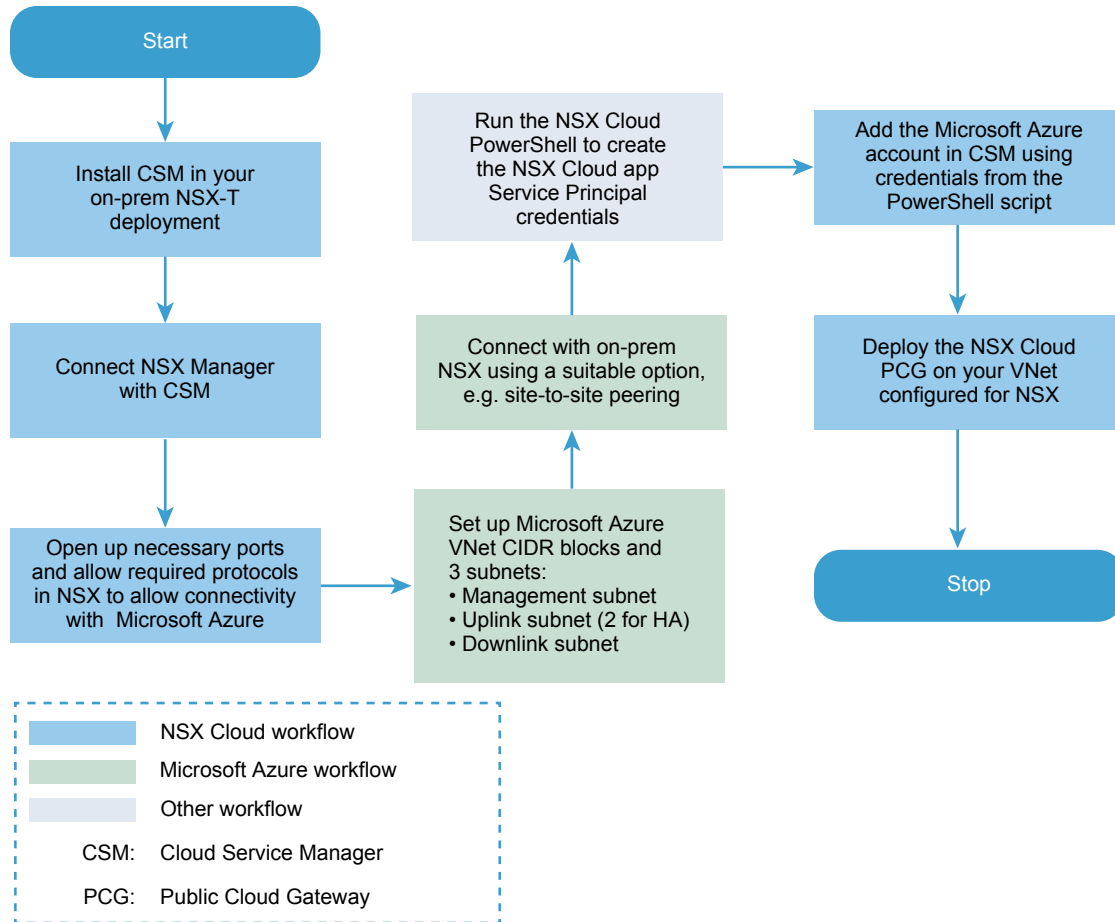 Start
Install CSM in your
on-prem NSX-T
deployment
Connect NSX Manager
with CSM
Open up necessary ports
and allow required protocols
in NSX to allow connectivity
with Microsoft Azure
Set up Microsoft Azure
VNet CIDR blocks and
3 subnets:
• Management subnet
• Uplink subnet (2 for HA)
• Downlink subnet
Connect with on-prem
NSX using a suitable option,
e.g. site-to-site peering
Run the NSX Cloud
PowerShell to create
the NSX Cloud app
Service Principal
credentials
Add the Microsoft Azure
account in CSM using
credentials from the
PowerShell script
Deploy the NSX Cloud
PCG on your VNet
configured for NSX
Stop
NSX Cloud workflow
Microsoft Azure workflow
Other workflow
CSM: Cloud Service Manager
PCG: Public Cloud Gateway